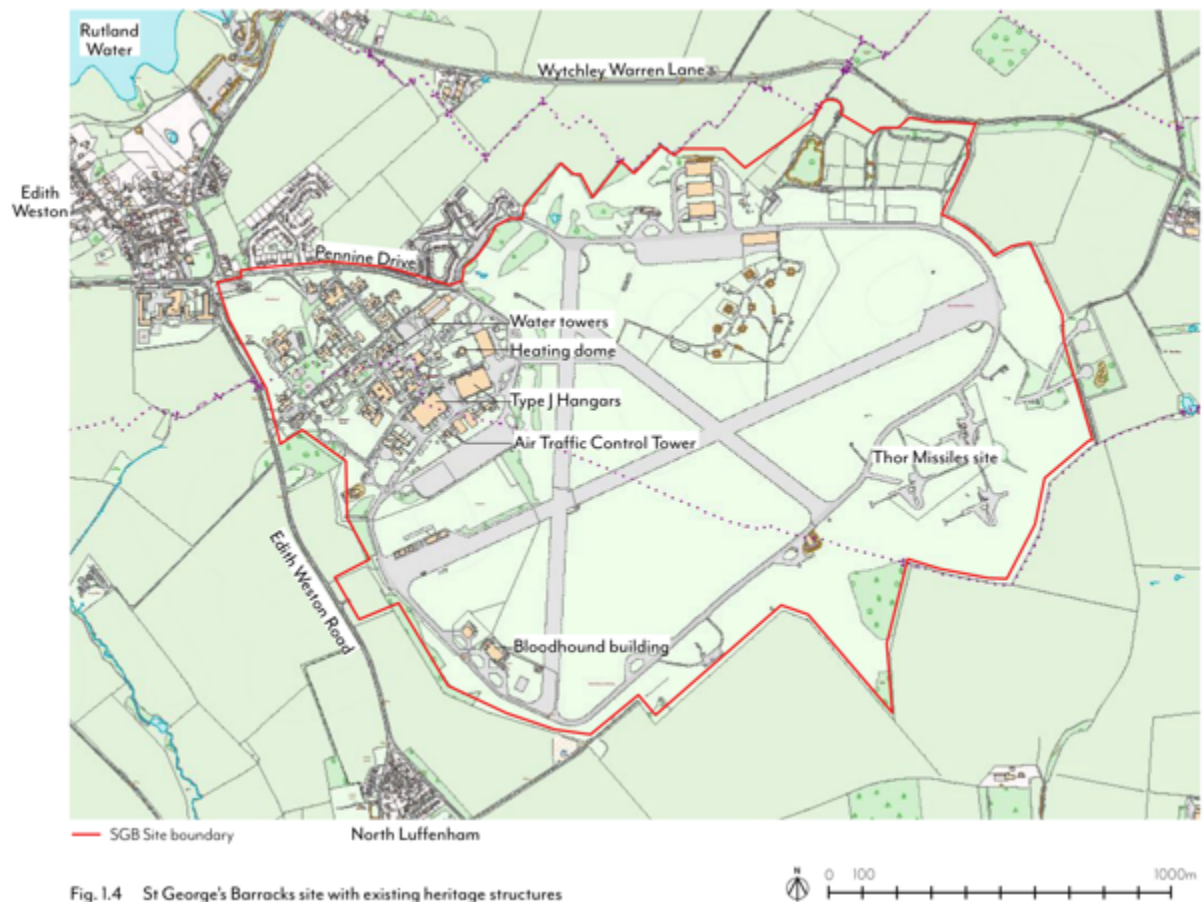 Rutland
Water
Wytchley Warren Lane
Edith
Weston
Pennine Drive
Water towers
Heating dome
Type J Hangars
Air Traffic Control Tower
Thor Missiles site
Edith Weston Road
Bloodhound building
SGB Site boundary
North Luffenham
Fig. 1.4 St George's Barracks site with existing heritage structures
N
0 100 1000m